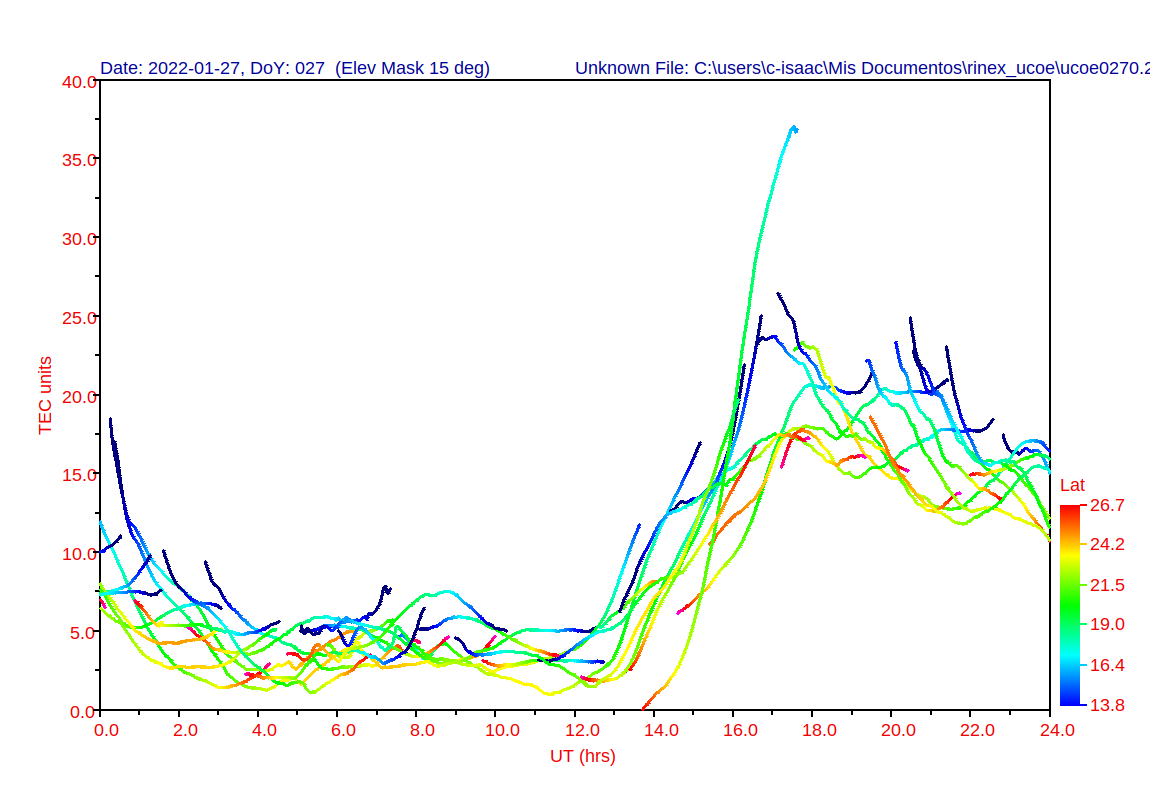 Date: 2022-01-27, DoY: 027  (Elev Mask 15 deg)
Unknown File: C:\users\c-isaac\Mis Documentos\rinex_ucoe\ucoe0270.2
40.0
35.0
30.0
25.0
20.0
15.0
10.0
5.0
0.0
TEC units
0.0 2.0 4.0 6.0 8.0 10.0 12.0 14.0 16.0 18.0 20.0 22.0 24.0
UT (hrs)
Lat
26.7
24.2
21.5
19.0
16.4
13.8